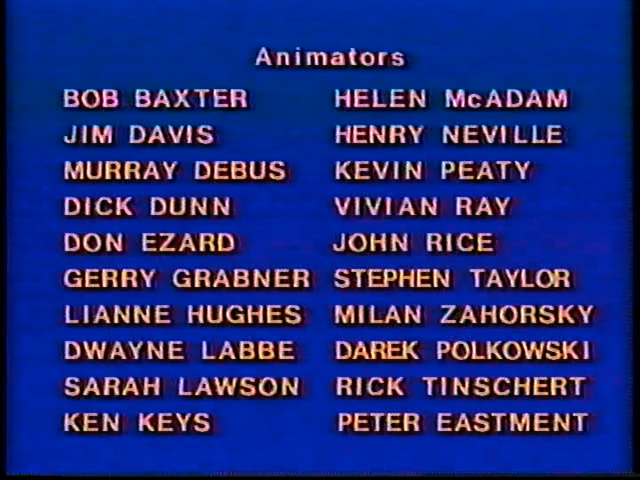 Animators
BOB BAXTER HELEN McADAM
JIM DAVIS HENRY NEVILLE
MURRAY DEBUS KEVIN PEATY
DICK DUNN VIVIAN RAY
DON EZARD JOHN RICE
GERRY GRABNER STEPHEN TAYLOR
LIANNE HUGHES MILAN ZAHORSKY
DWAYNE LABBE DAREK POLKOWSKI
SARAH LAWSON RICK TINSCHERT
KEN KEYS PETER EASTMENT